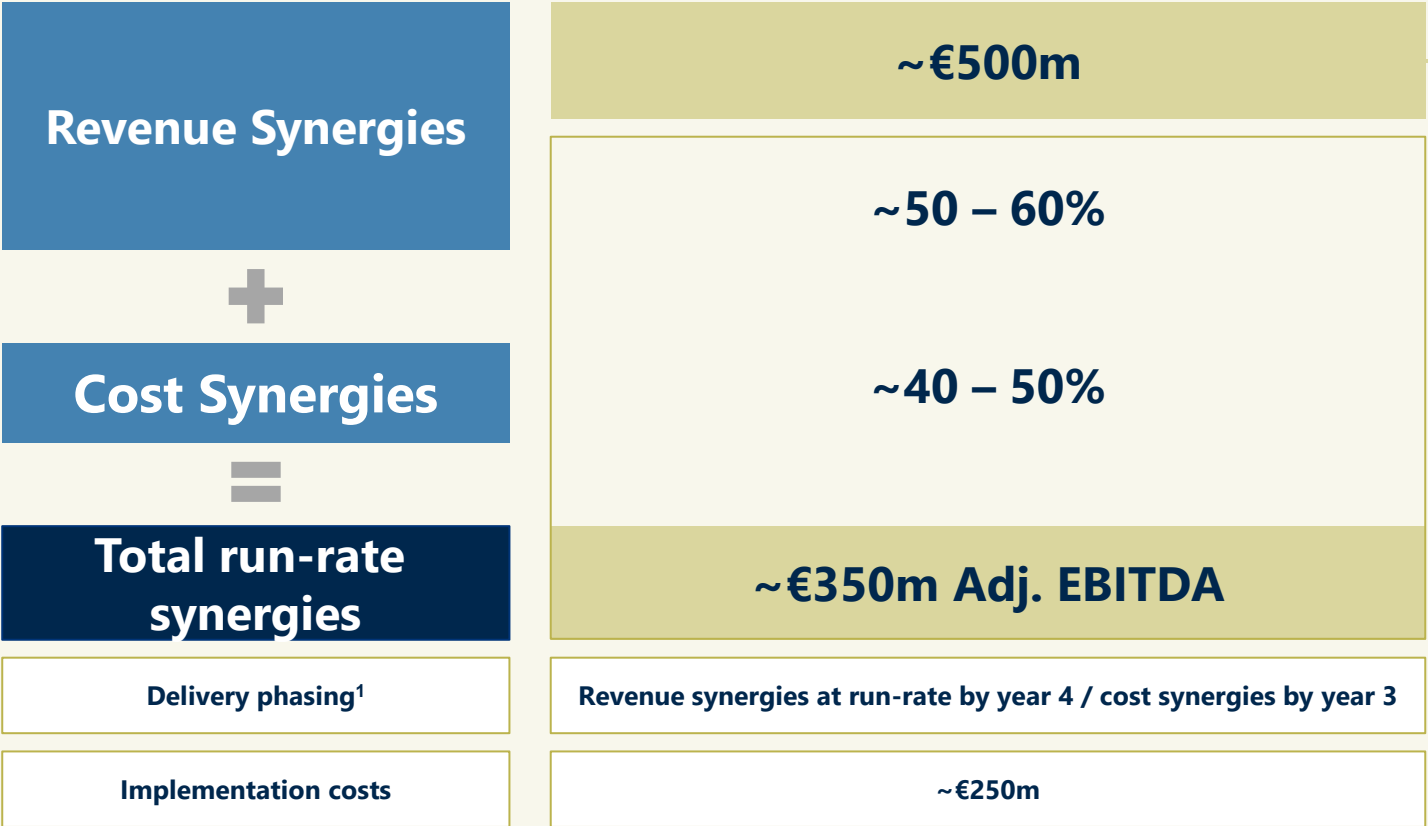 ~€500m
Revenue Synergies
~50 – 60%
Cost Synergies
~40 – 50%
Total run-rate
synergies
~€350m Adj. EBITDA
Delivery phasing¹
Revenue synergies at run-rate by year 4 / cost synergies by year 3
Implementation costs
~€250m